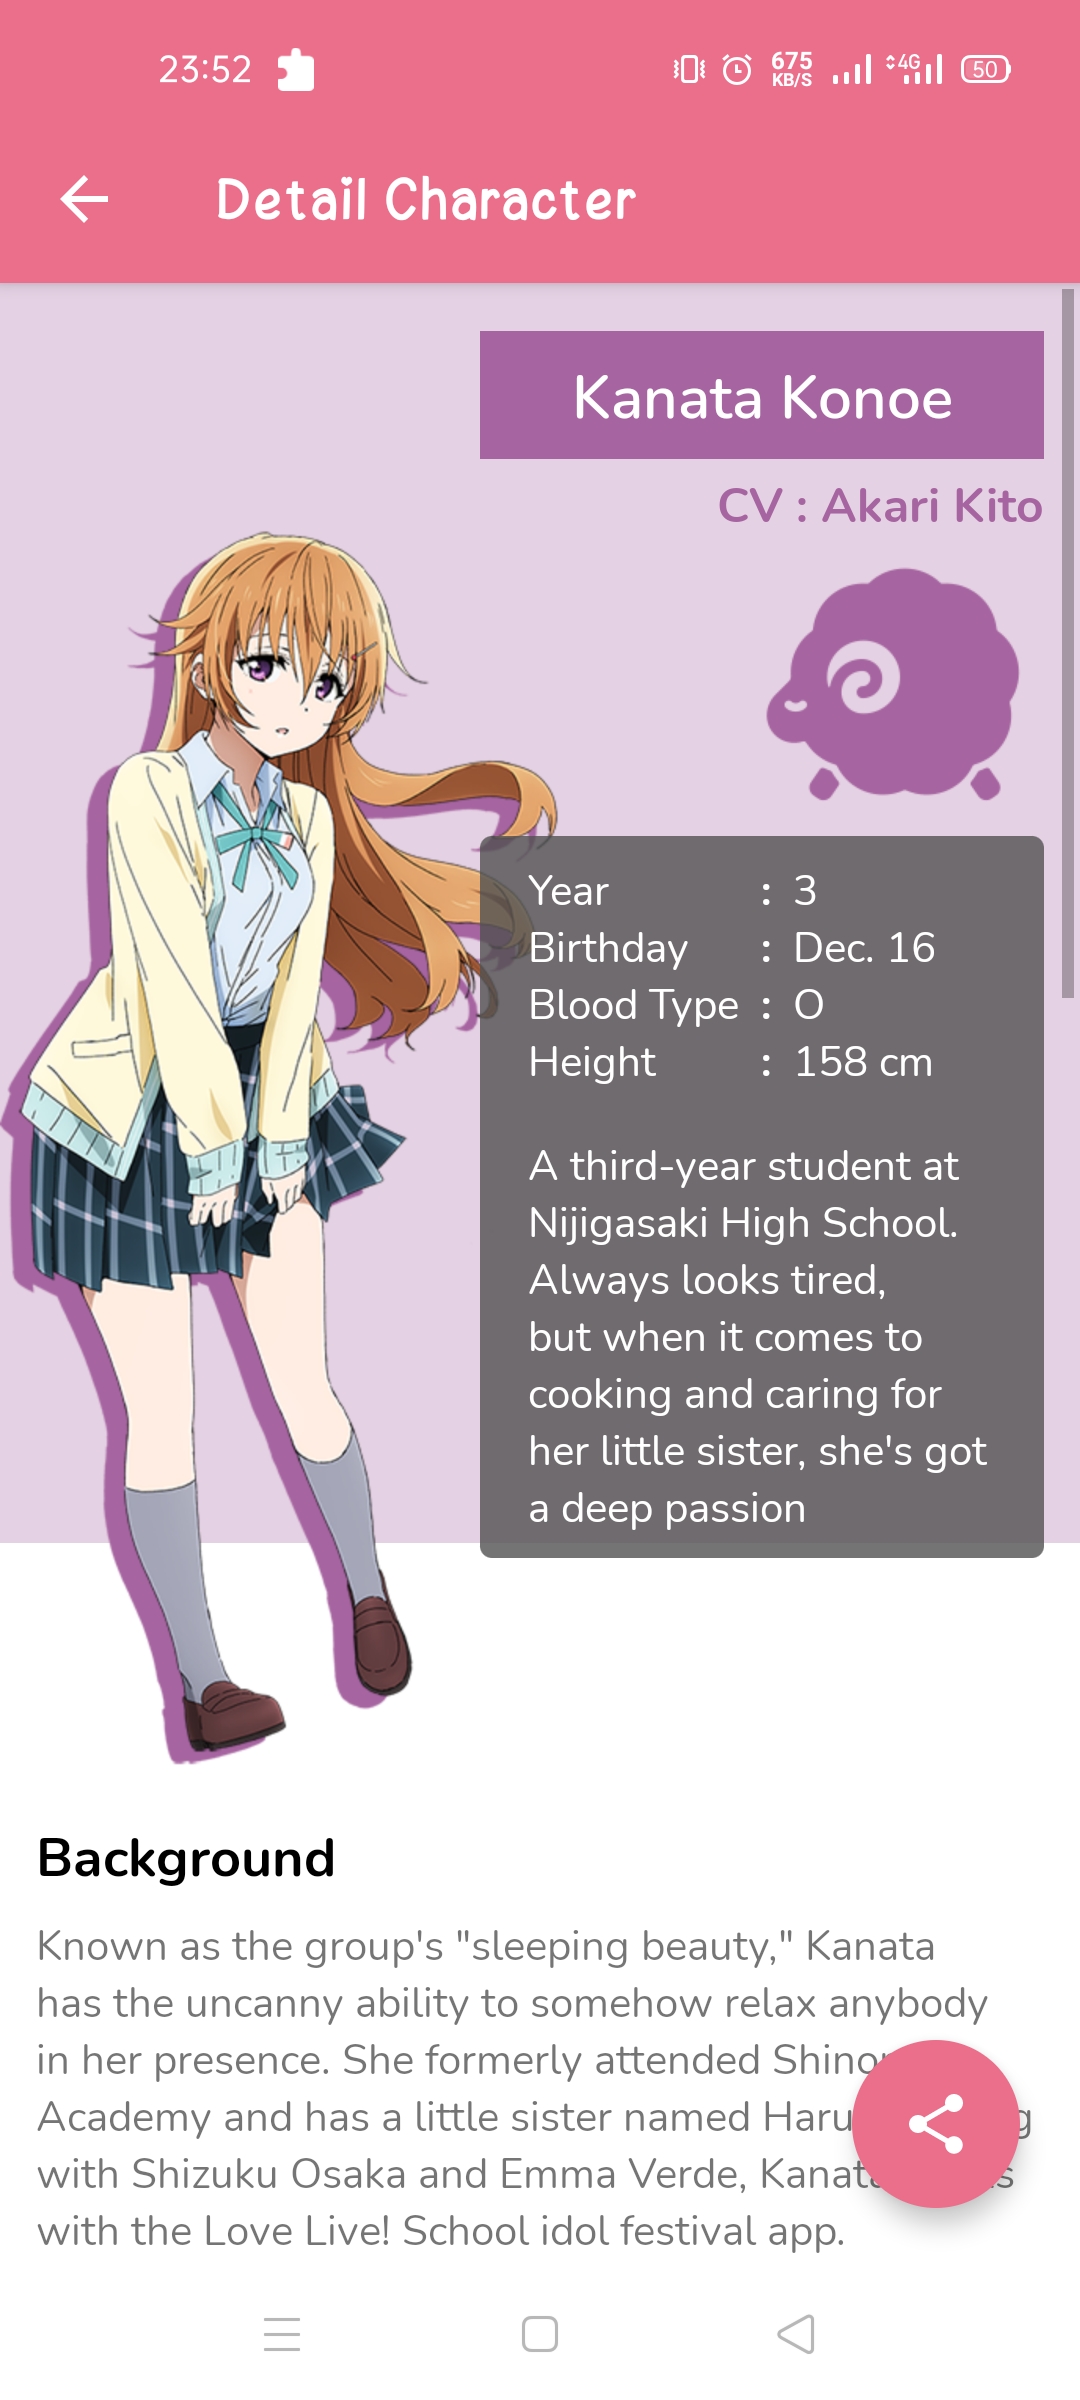 23:52
675
KB/S
4G
50
Detail Character
Kanata Konoe
CV : Akari Kito
Year : 3
Birthday : Dec. 16
Blood Type : O
Height : 158 cm
A third-year student at
Nijigasaki High School.
Always looks tired,
but when it comes to
cooking and caring for
her little sister, she's got
a deep passion
Background
Known as the group's "sleeping beauty," Kanata
has the uncanny ability to somehow relax anybody
in her presence. She formerly attended
Academy and has a little sister named
with Shizuku Osaka and Emma Verde,
with the Love Live! School idol festival app.